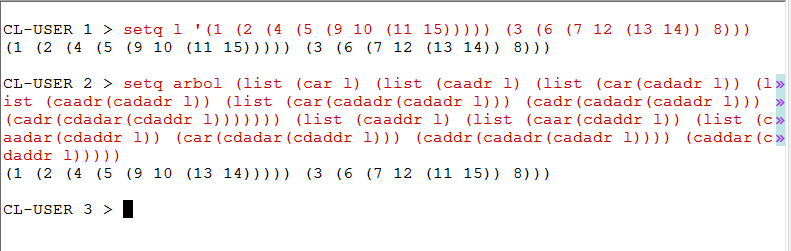 CL-USER 1 > setq l '(1 (2 (4 (5 (9 10 (11 15))))) (3 (6 (7 12 (13 14)) 8)))
(1 (2 (4 (5 (9 10 (11 15))))) (3 (6 (7 12 (13 14)) 8)))
CL-USER 2 > setq arbol (list (car l) (list (caadr l) (list (car(cadadr l)) (l»
ist (caadr(cadadr l)) (list (car(cadadr(cadadr l))) (cadr(cadadr(cadadr l))) »
(cadr(cdadar(cdaddr l))))))) (list (caaddr l) (list (caar(cdaddr l)) (list (c»
aadar(cdaddr l)) (car(cdadar(cdaddr l))) (caddr(cadadr(cadadr l)))) (caddar(c»
daddr l)))))
(1 (2 (4 (5 (9 10 (13 14))))) (3 (6 (7 12 (11 15)) 8)))
CL-USER 3 >